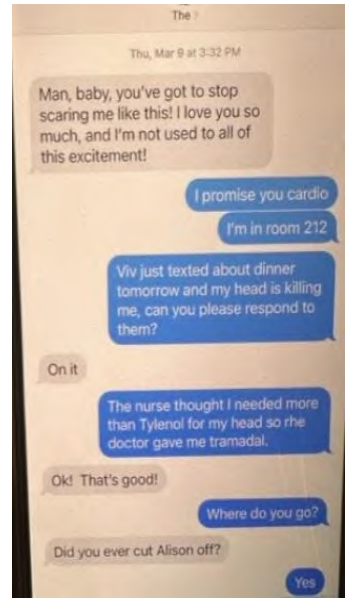 The >
Thu, Mar 9 at 3:32 PM
Man, baby, you've got to stop
scaring me like this! I love you so
much, and I'm not used to all of
this excitement!
I promise you cardio
I'm in room 212
Viv just texted about dinner
tomorrow and my head is killing
me, can you please respond to
them?
On it
The nurse thought I needed more
than Tylenol for my head so rhe
doctor gave me tramadal.
Ok! That's good!
Where do you go?
Did you ever cut Alison off?
Yes